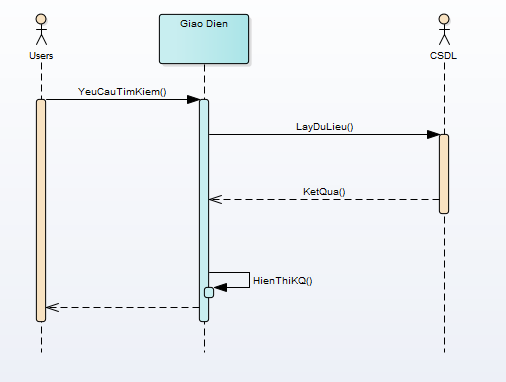 Giao Dien
Users
CSDL
YeuCauTimKiem()
LayDuLieu()
KetQua()
HienThiKQ()